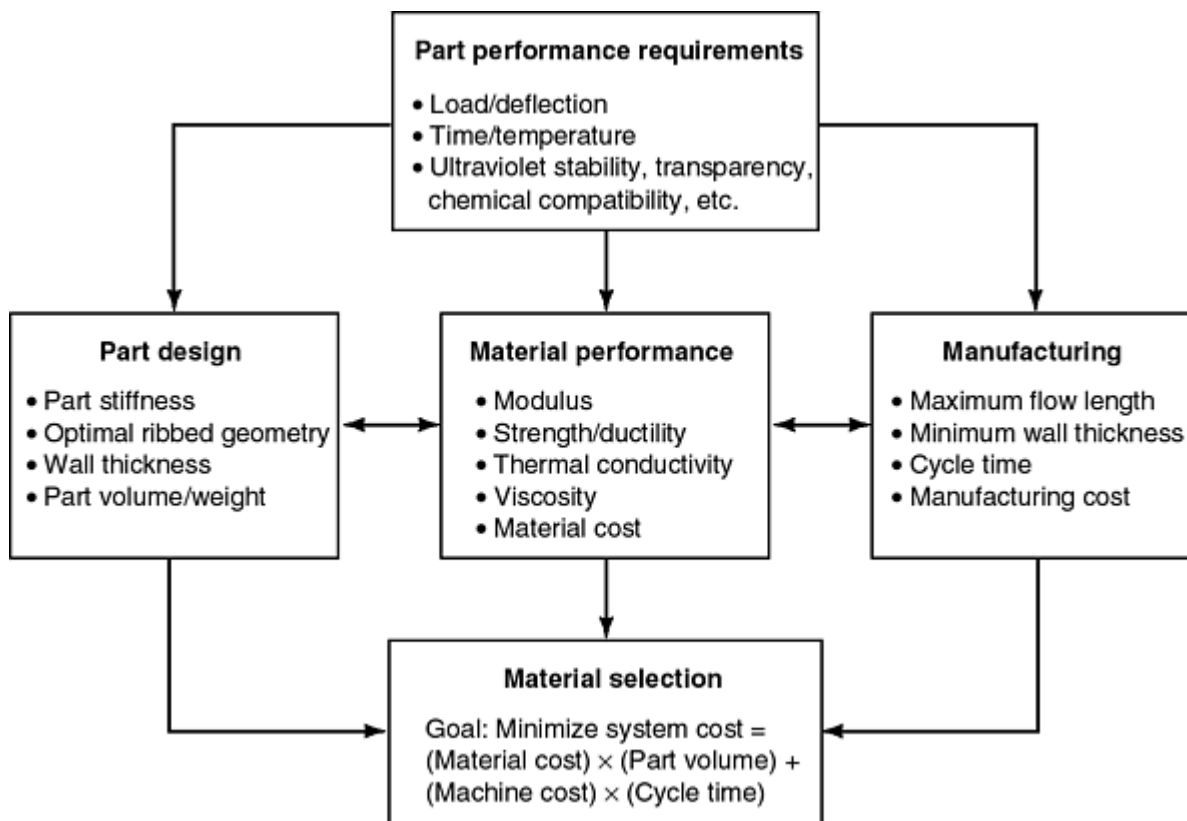 Part performance requirements
• Load/deflection
• Time/temperature
• Ultraviolet stability, transparency,
chemical compatibility, etc.
Part design
• Part stiffness
• Optimal ribbed geometry
• Wall thickness
• Part volume/weight
Material performance
• Modulus
• Strength/ductility
• Thermal conductivity
• Viscosity
• Material cost
Manufacturing
• Maximum flow length
• Minimum wall thickness
• Cycle time
• Manufacturing cost
Material selection
Goal: Minimize system cost =
(Material cost) × (Part volume) +
(Machine cost) × (Cycle time)